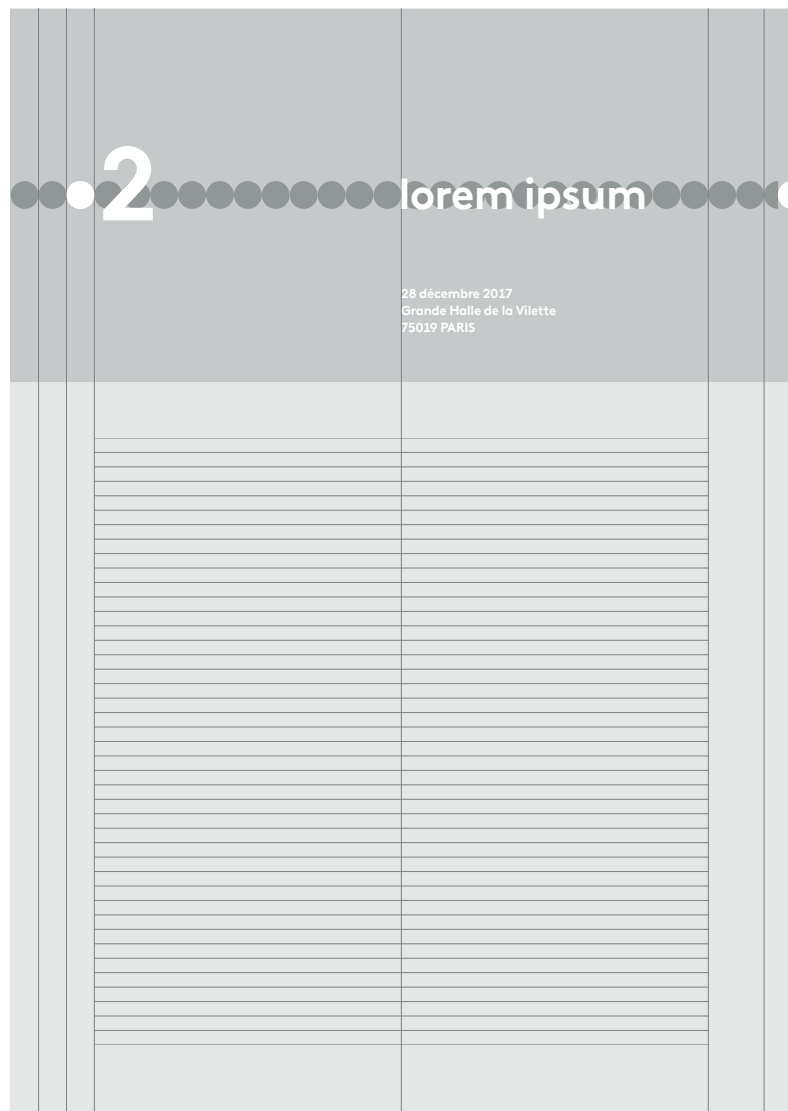 •2
lorem ipsum
28 décembre 2017
Grande Halle de la Vilette
75019 PARIS